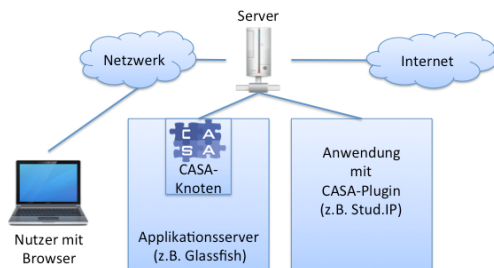 Server
Netzwerk
Internet
C A
S A
CASA-
Knoten
Applikationsserver
(z.B. Glassfish)
Anwendung
mit
CASA-Plugin
(z.B. Stud.IP)
Nutzer mit
Browser